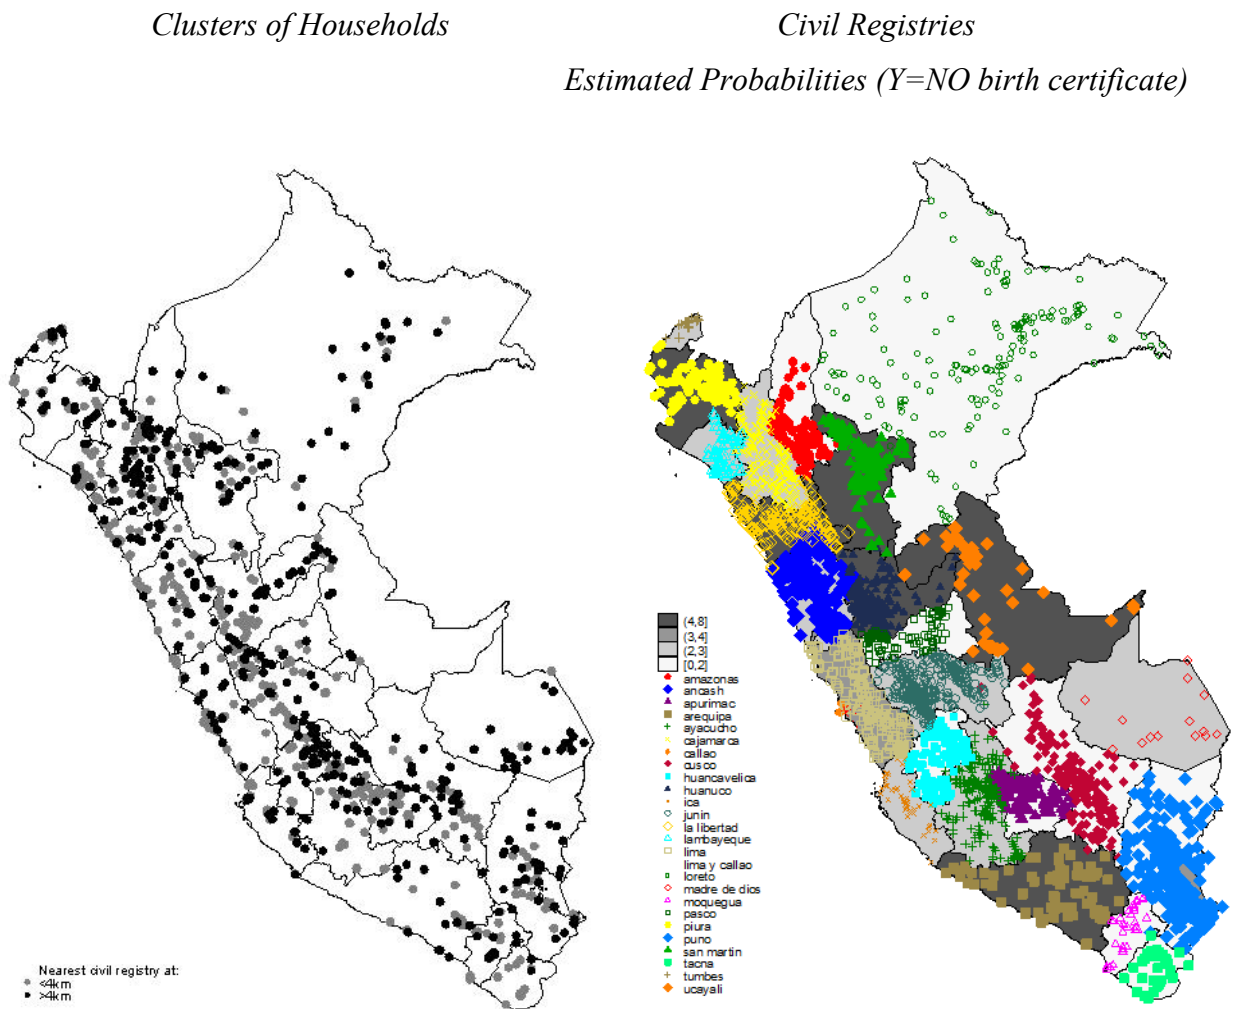 Clusters of Households
Civil Registries
Estimated Probabilities (Y=NO birth certificate)
(4,8]
(3,4]
(2,3]
[0,2]
amazonas
ancash
apurimac
arequipa
ayacucho
cajamarca
callao
cusco
huancavelica
huanuco
ica
junin
la libertad
lambayeque
lima
lima y callao
loreto
madre de dios
moquegua
pasco
piura
puno
san martin
tacna
tumbes
ucayali
Nearest civil registry at:
<4km
>4km